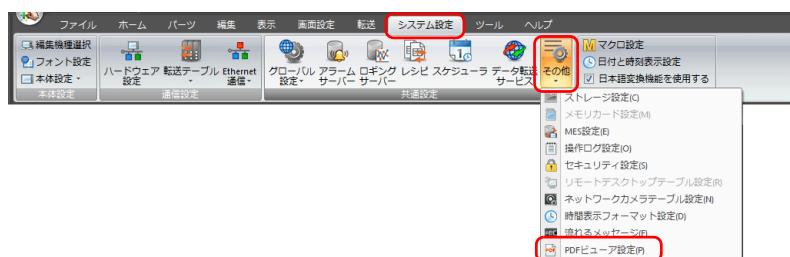 ファイル ホーム パーツ 編集 表示 画面設定 転送 システム設定 ツール ヘルプ
編集機種選択
フォント設定
本体設定
本体設定
ハードウェア設定
転送テーブル
Ethernet通信
通信設定
グローバル設定
アラームサーバー
ロギングサーバー
レシピ
スケジューラ
データ転送サービス
その他
共通設定
マクロ設定
日付と時刻表示設定
日本語変換機能を使用する
ストレージ設定(C)
メモリカード設定(M)
MES設定(E)
操作ログ設定(O)
セキュリティ設定(S)
リモートデスクトップテーブル設定(R)
ネットワークカメラテーブル設定(N)
時間表示フォーマット設定(D)
流れるメッセージ(F)
PDFビューア設定(P)